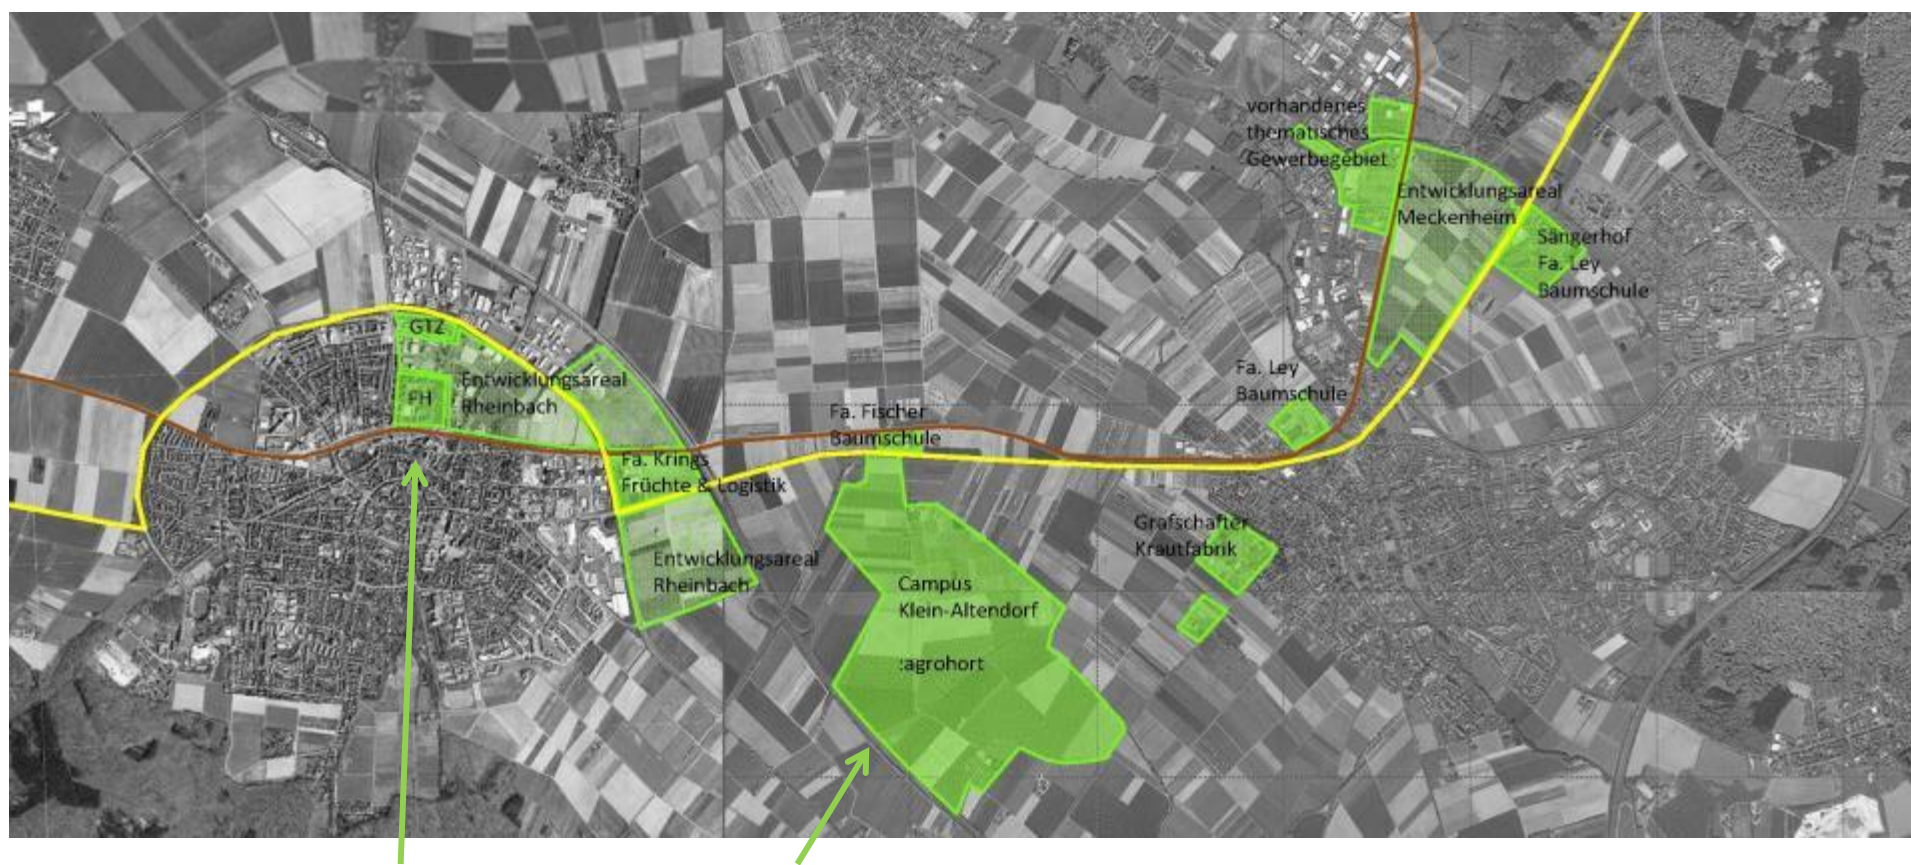 vorhandenes
thematisches
Gewerbegebiet
Entwicklungsareal
Meckenheim
Sängerhof
Fa. Ley
Baumschule
GTZ
FH
Entwicklungsareal
Rheinbach
Fa. Ley
Baumschule
Fa. Fischer
Baumschule
Fa. Krings
Früchte & Logistik
Entwicklungsareal
Rheinbach
Grafschafter
Krautfabrik
Campus
Klein-Altendorf
:agrohort